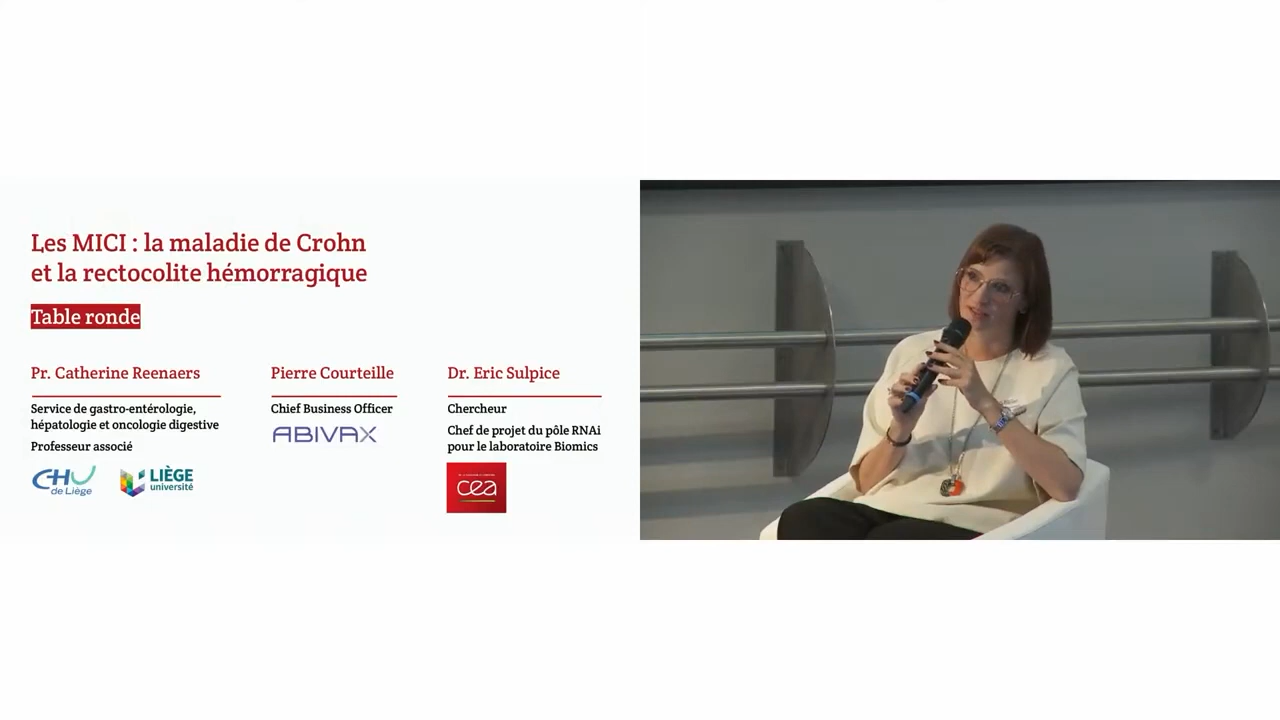 Les MICI : la maladie de Crohn
et la rectocolite hémorragique
Table ronde
Pr. Catherine Reenaers
Service de gastro-entérologie,
hépatologie et oncologie digestive
Professeur associé
CHU
de Liège
LIÈGE
université
Pierre Courteille
Chief Business Officer
ABIVAX
Dr. Eric Sulpice
Chercheur
Chef de projet du pôle RNAi
pour le laboratoire Biomics
cea